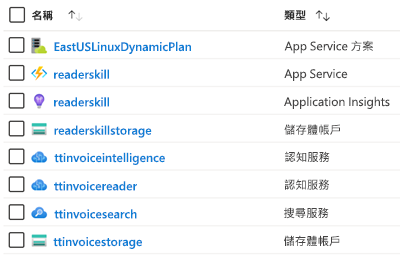 名稱 ↑↓ 類型 ↑↓
EastUSLinuxDynamicPlan App Service 方案
readerskill App Service
readerskill Application Insights
readerskillstorage 儲存體帳戶
ttinvoiceintelligence 認知服務
ttinvoicereader 認知服務
ttinvoicesearch 搜尋服務
ttinvoicestorage 儲存體帳戶